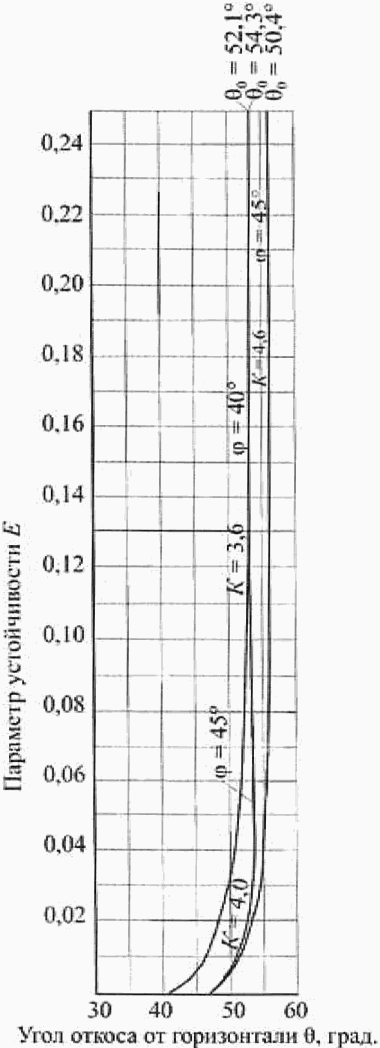 θ₀ = 52,1°
θ₀ = 54,3°
θ₀ = 50,4°
0,24
0,22
0,20
0,18
0,16
0,14
0,12
0,10
0,08
0,06
0,04
0,02
φ = 45°
K = 4,6
φ = 40°
K = 3,6
φ = 45°
K = 4,0
Параметр устойчивости E
30 40 50 60
Угол откоса от горизонтали θ, град.